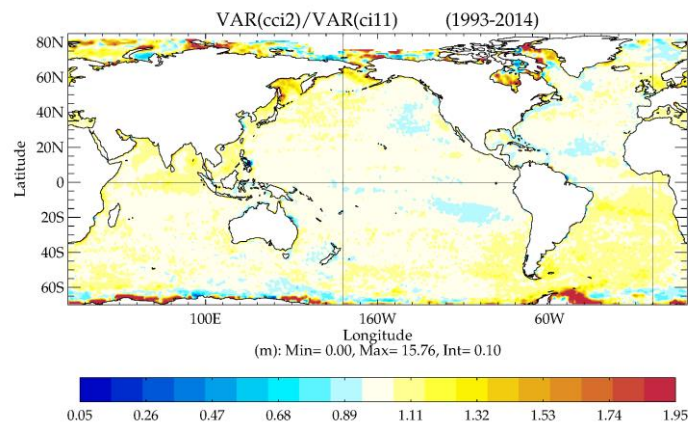 VAR(cci2)/VAR(ci11) (1993-2014)
80N
60N
40N
20N
0
20S
40S
60S
Latitude
100E 160W 60W
Longitude
(m): Min= 0.00, Max= 15.76, Int= 0.10
0.05 0.26 0.47 0.68 0.89 1.11 1.32 1.53 1.74 1.95